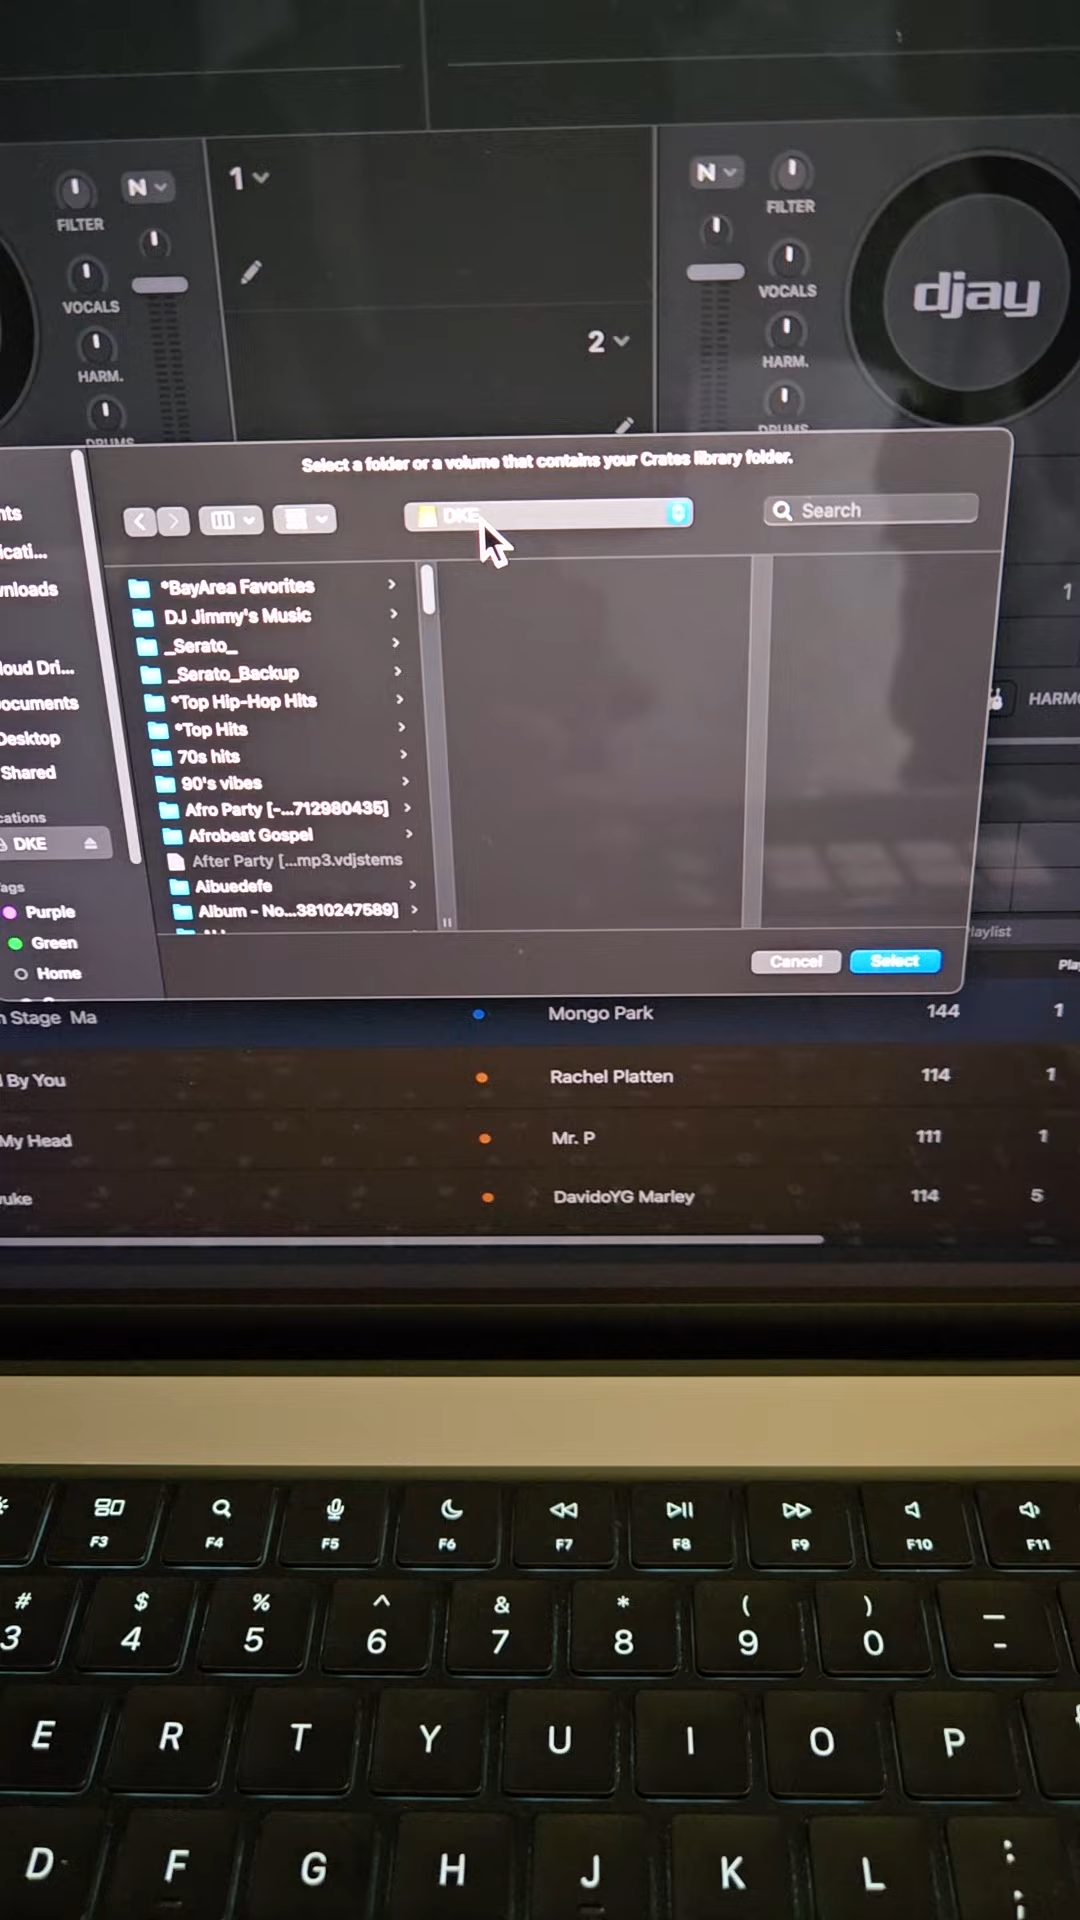 1
N
FILTER
VOCALS
HARM.
DRUMS
2
N
FILTER
VOCALS
HARM.
DRUMS
djay
Select a folder or a volume that contains your Crates library folder.
DKE
Search
nts
icati...
wnloads
loud Dri...
ocuments
Desktop
Shared
cations
DKE
ags
Purple
Green
Home
*BayArea Favorites
DJ Jimmy's Music
_Serato_
_Serato_Backup
*Top Hip-Hop Hits
*Top Hits
70s hits
90's vibes
Afro Party [-...712980435]
Afrobeat Gospel
After Party [...mp3.vdjstems
Aibuedefe
Album - No...3810247589]
Cancel
Select
1
HARMO
laylist
Pla
n Stage Ma
Mongo Park
144
1
By You
Rachel Platten
114
1
My Head
Mr. P
111
1
uke
DavidoYG Marley
114
5
F3
F4
F5
F6
F7
F8
F9
F10
F11
# $ % ^ & * ( ) _
3 4 5 6 7 8 9 0 -
E R T Y U I O P
D F G H J K L :
;